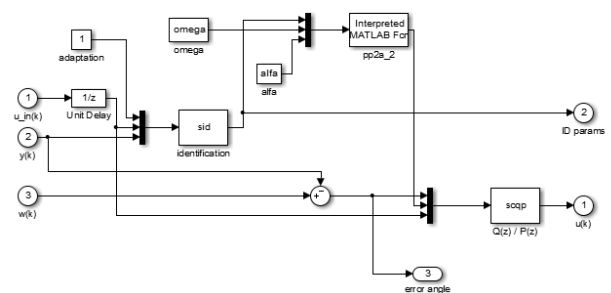 omega
omega
Interpreted
MATLAB Fcn
pp2a_2
1
adaptation
alfa
alfa
1
u_in(k)
1/z
Unit Delay
2
y(k)
sid
identification
2
ID params
3
w(k)
+
−
scqp
Q(z) / P(z)
1
u(k)
3
error angle